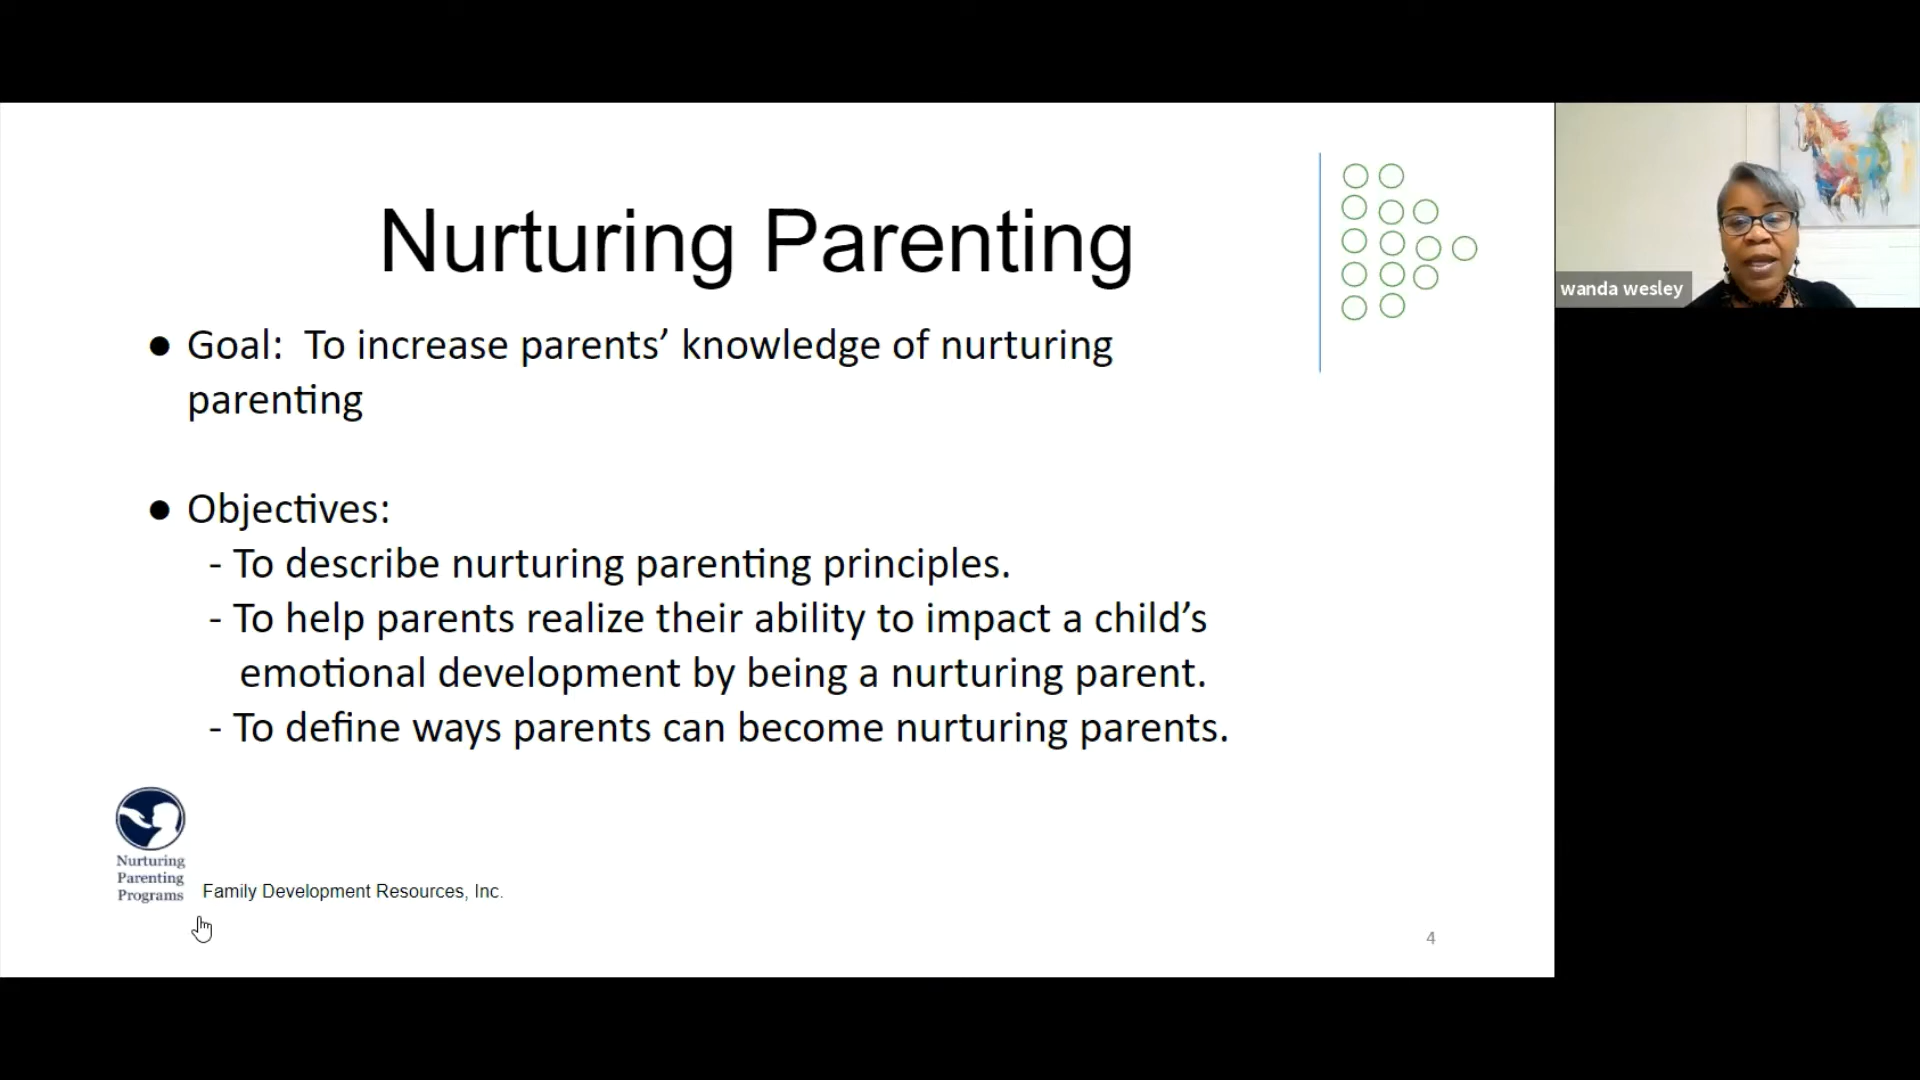 Nurturing Parenting
● Goal:  To increase parents’ knowledge of nurturing
parenting
● Objectives:
- To describe nurturing parenting principles.
- To help parents realize their ability to impact a child’s
emotional development by being a nurturing parent.
- To define ways parents can become nurturing parents.
Nurturing
Parenting
Programs
Family Development Resources, Inc.
4
wanda wesley